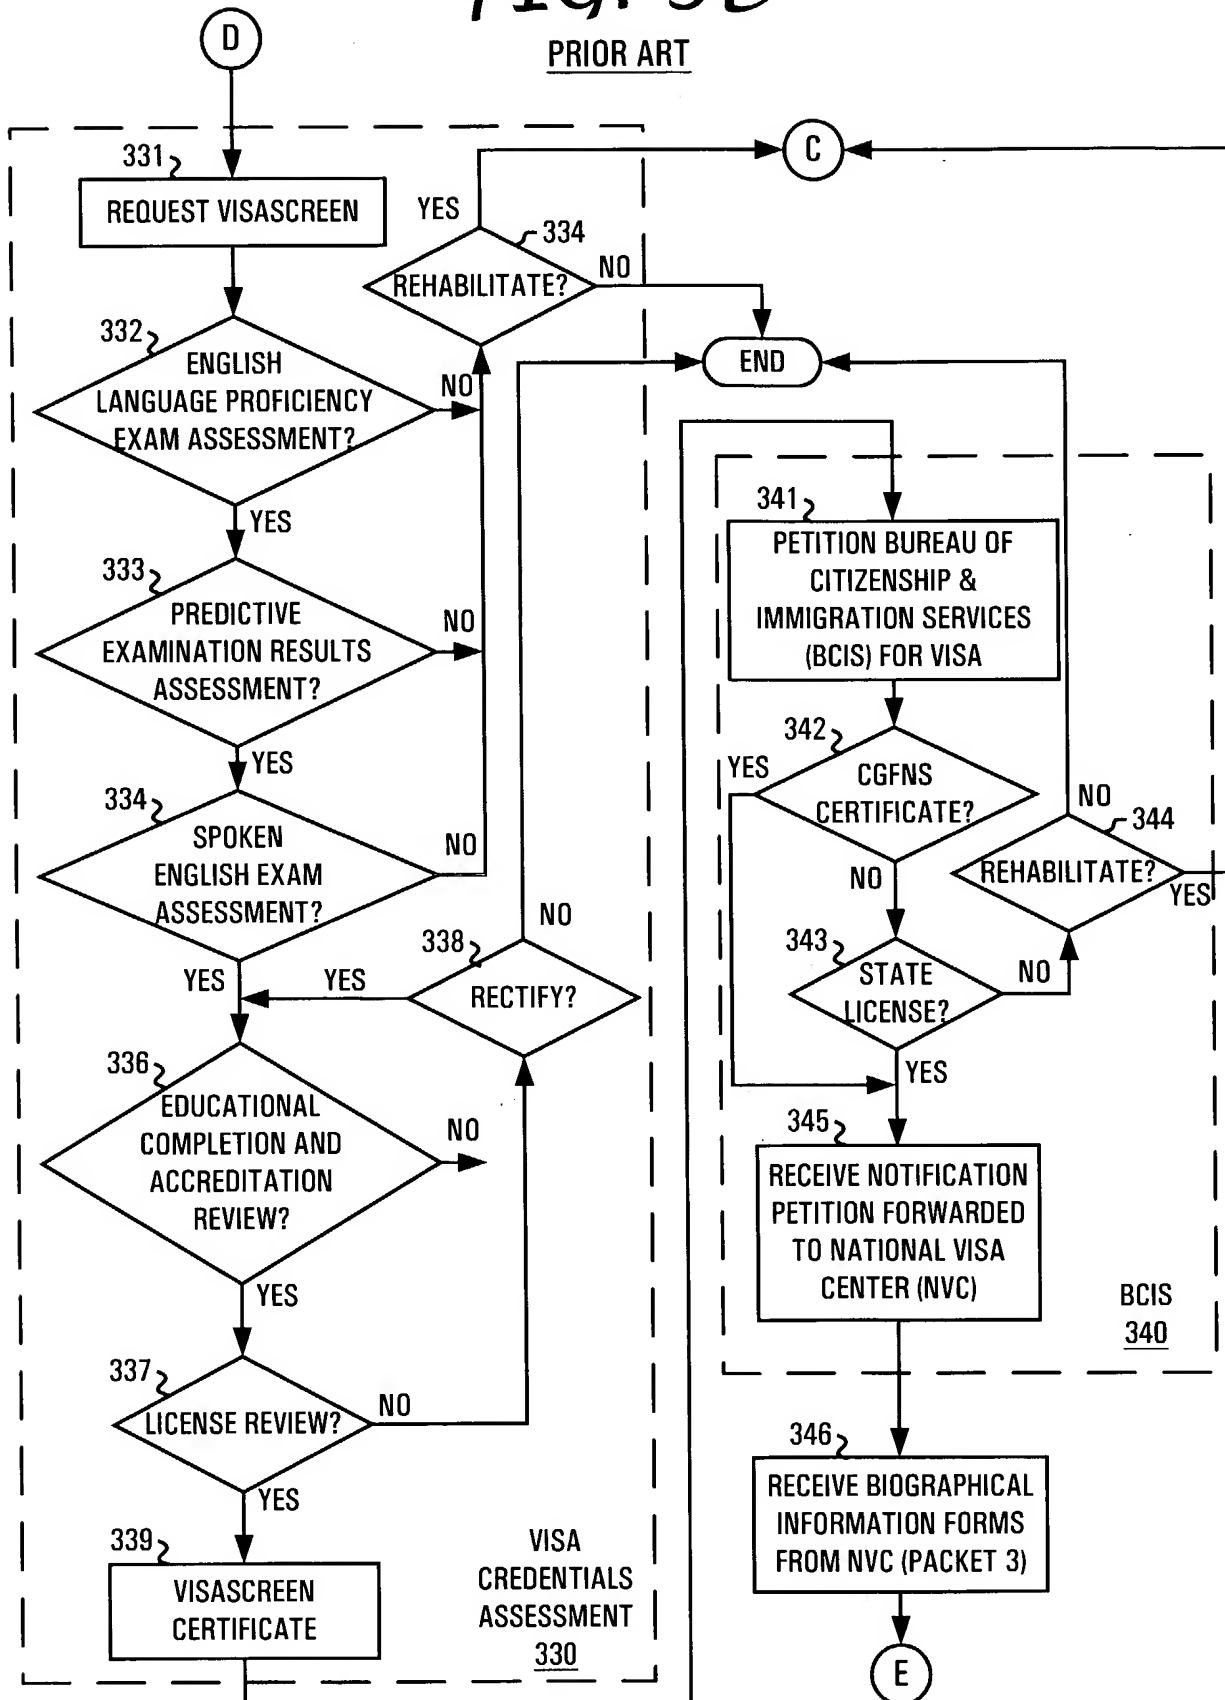 D
PRIOR ART
331
REQUEST VISASCREEN
YES
334
REHABILITATE?
NO
C
END
332
ENGLISH
LANGUAGE PROFICIENCY
EXAM ASSESSMENT?
NO
YES
333
PREDICTIVE
EXAMINATION RESULTS
ASSESSMENT?
NO
YES
334
SPOKEN
ENGLISH EXAM
ASSESSMENT?
NO
YES
338
RECTIFY?
NO
YES
336
EDUCATIONAL
COMPLETION AND
ACCREDITATION
REVIEW?
NO
YES
337
LICENSE REVIEW?
NO
YES
339
VISASCREEN
CERTIFICATE
VISA
CREDENTIALS
ASSESSMENT
330
341
PETITION BUREAU OF
CITIZENSHIP &
IMMIGRATION SERVICES
(BCIS) FOR VISA
342
CGFNS
CERTIFICATE?
YES
NO
343
STATE
LICENSE?
NO
YES
344
REHABILITATE?
NO
YES
345
RECEIVE NOTIFICATION
PETITION FORWARDED
TO NATIONAL VISA
CENTER (NVC)
BCIS
340
346
RECEIVE BIOGRAPHICAL
INFORMATION FORMS
FROM NVC (PACKET 3)
E